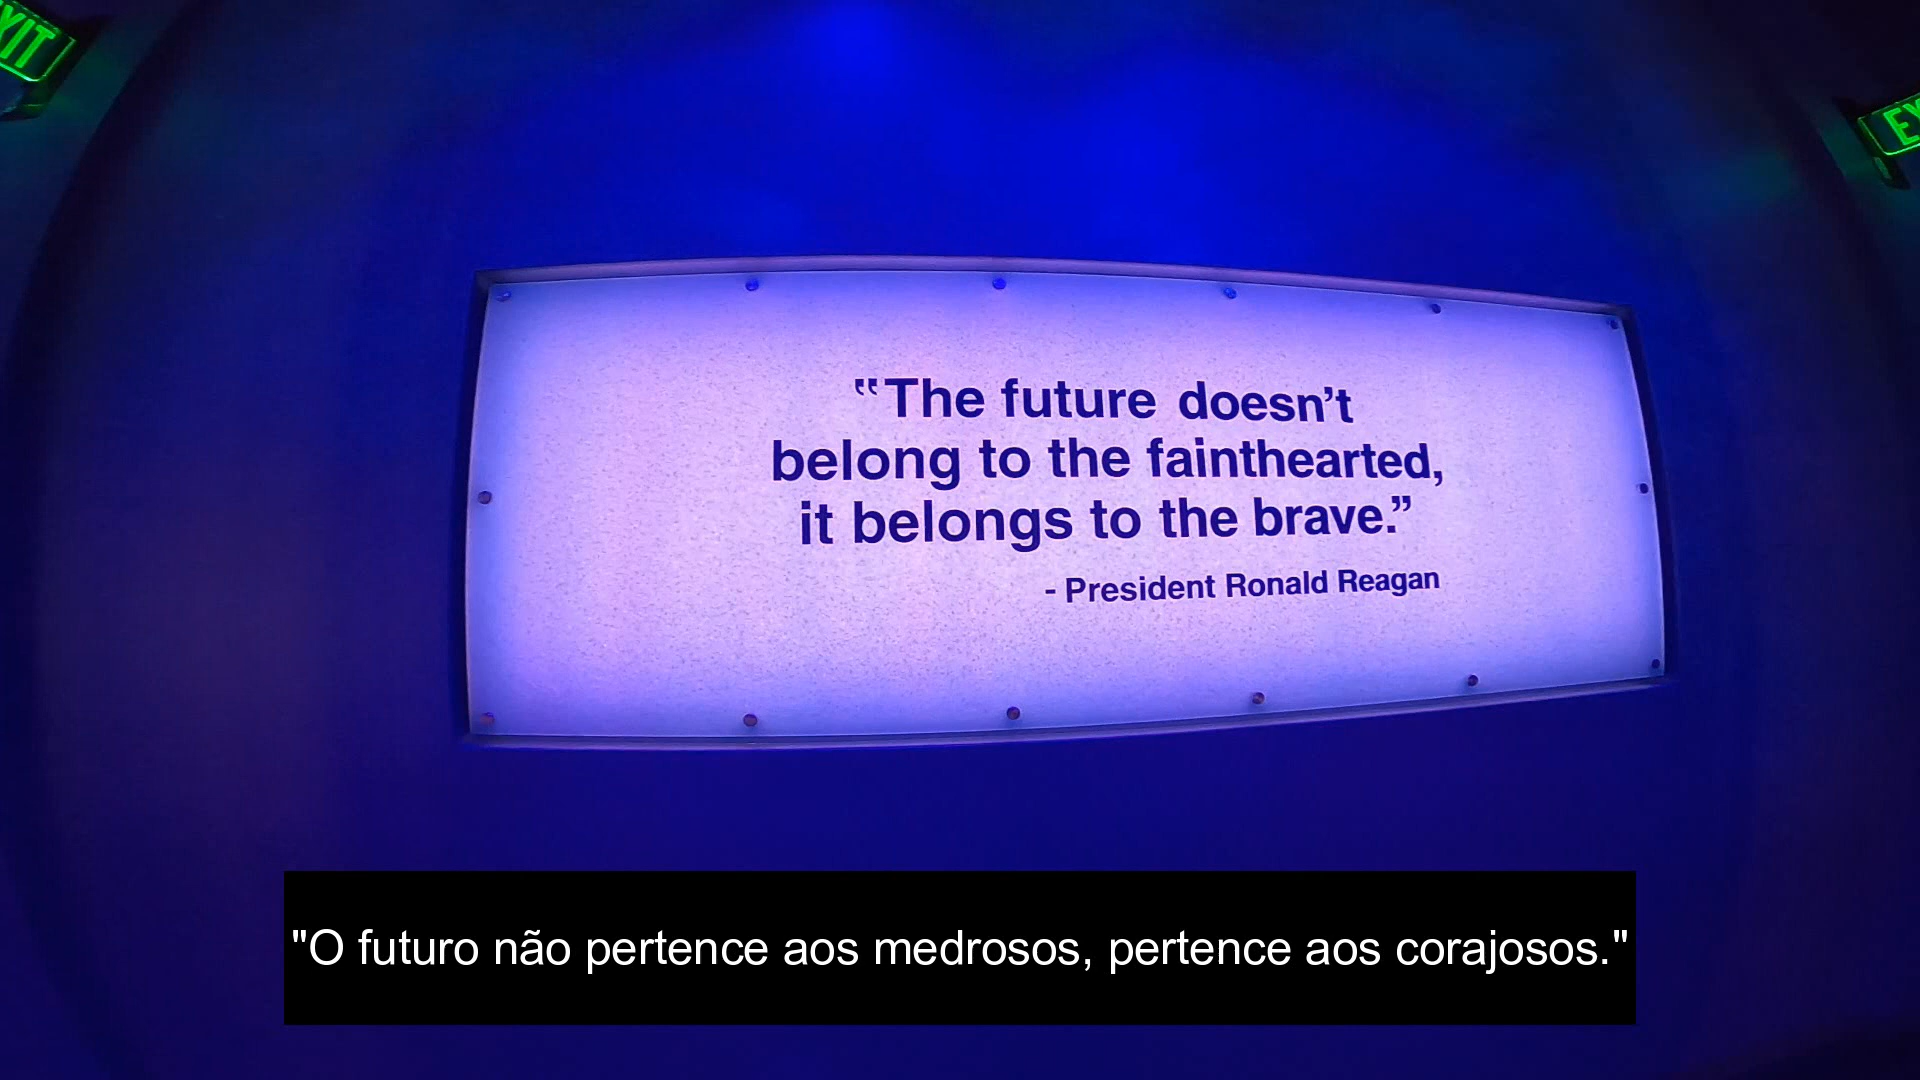 EXIT
“The future doesn’t
belong to the fainthearted,
it belongs to the brave.”
- President Ronald Reagan
"O futuro não pertence aos medrosos, pertence aos corajosos."